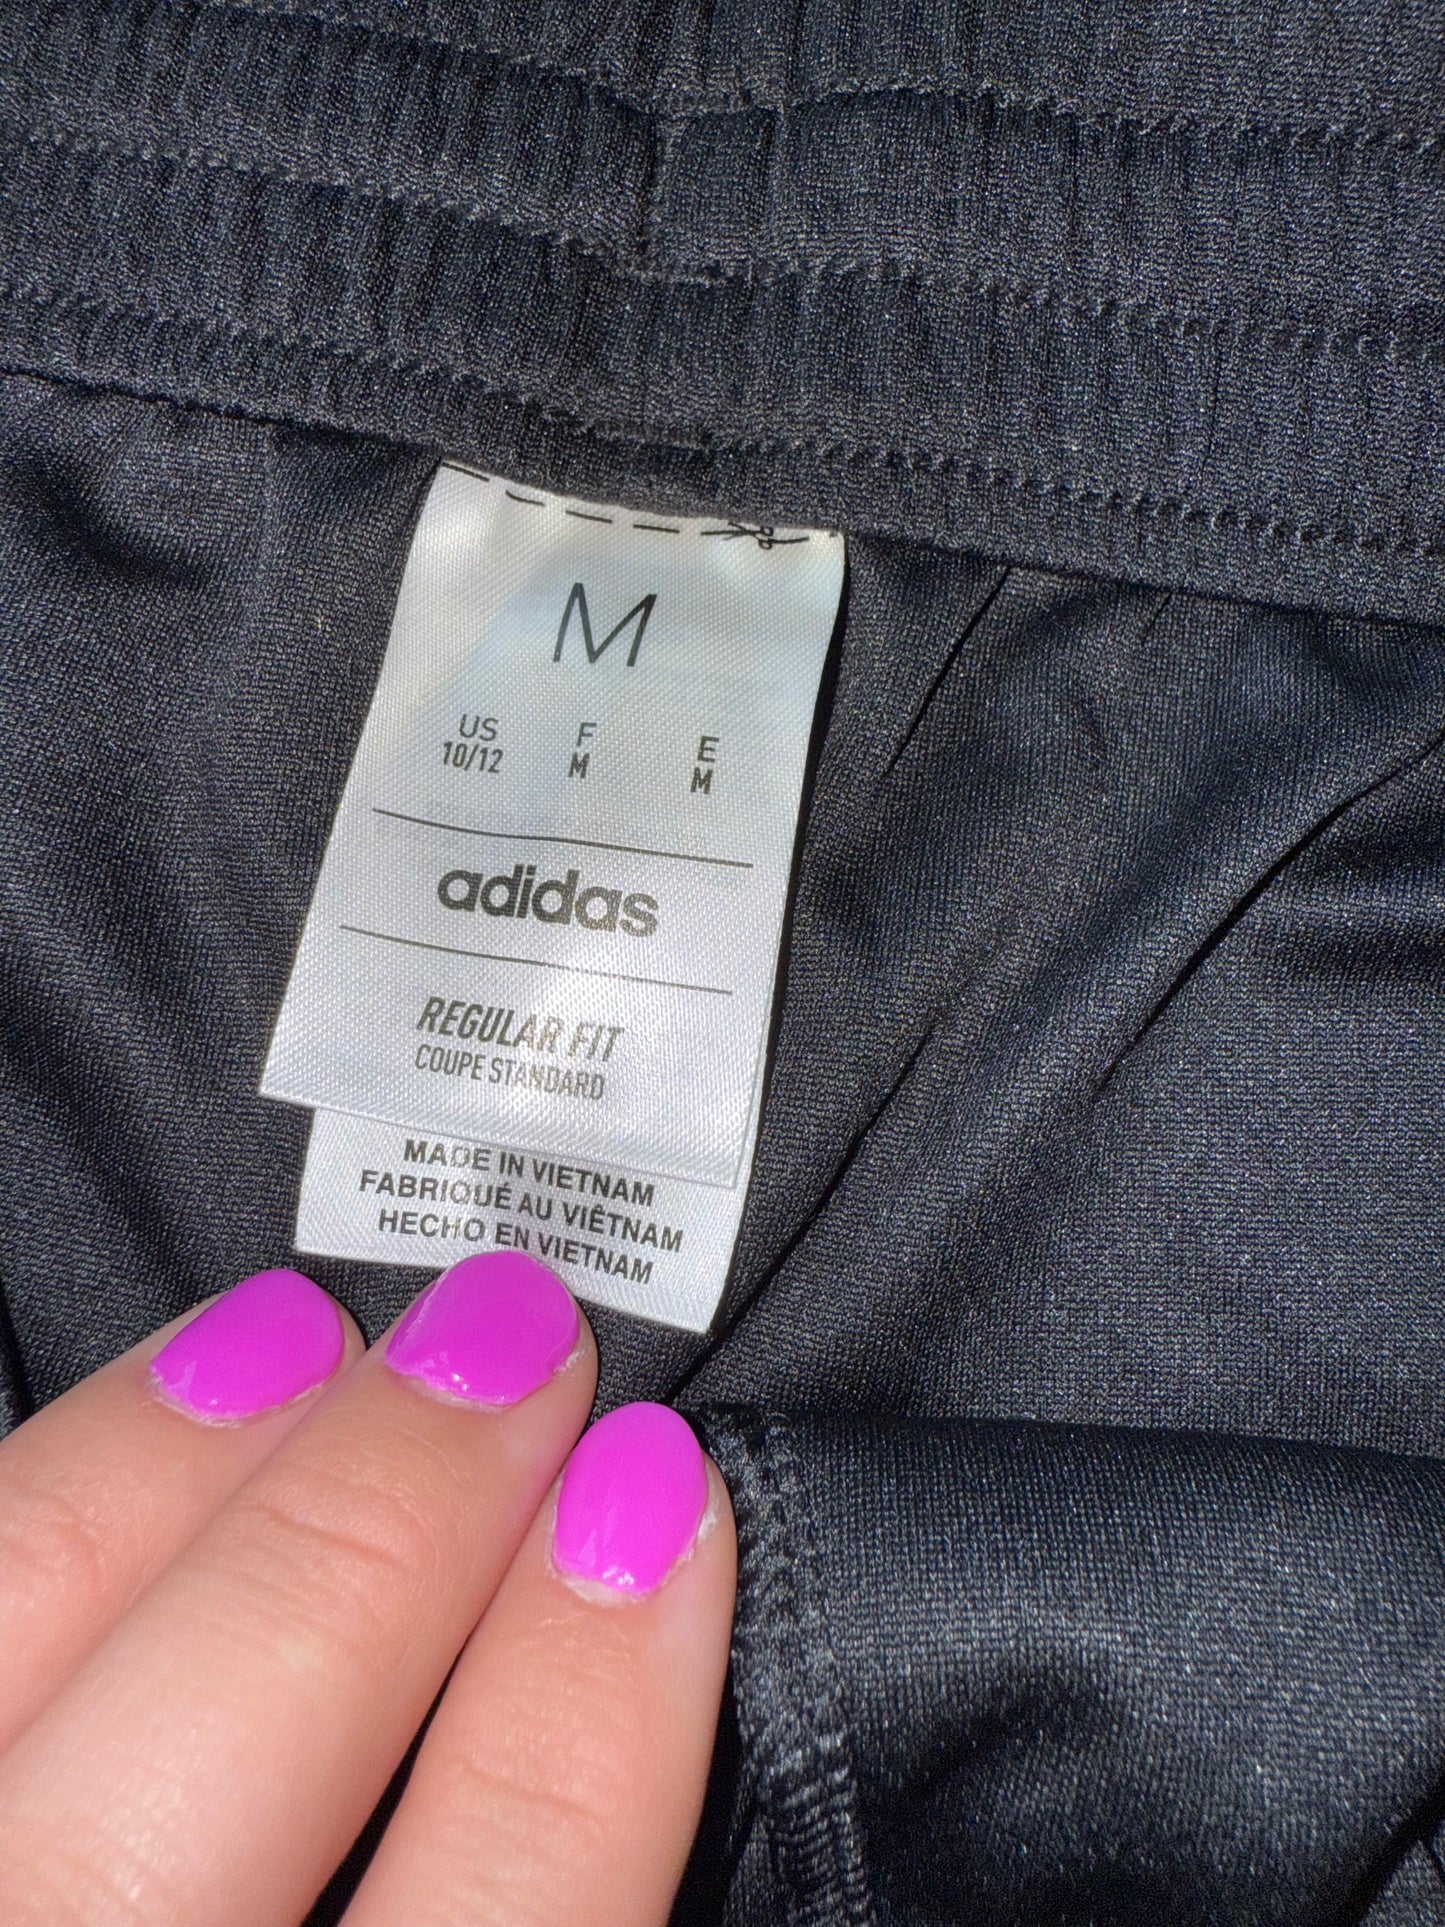 M
US F E
10/12 M M
adidas
REGULAR FIT
COUPE STANDARD
MADE IN VIETNAM
FABRIQUÉ AU VIÊTNAM
HECHO EN VIETNAM